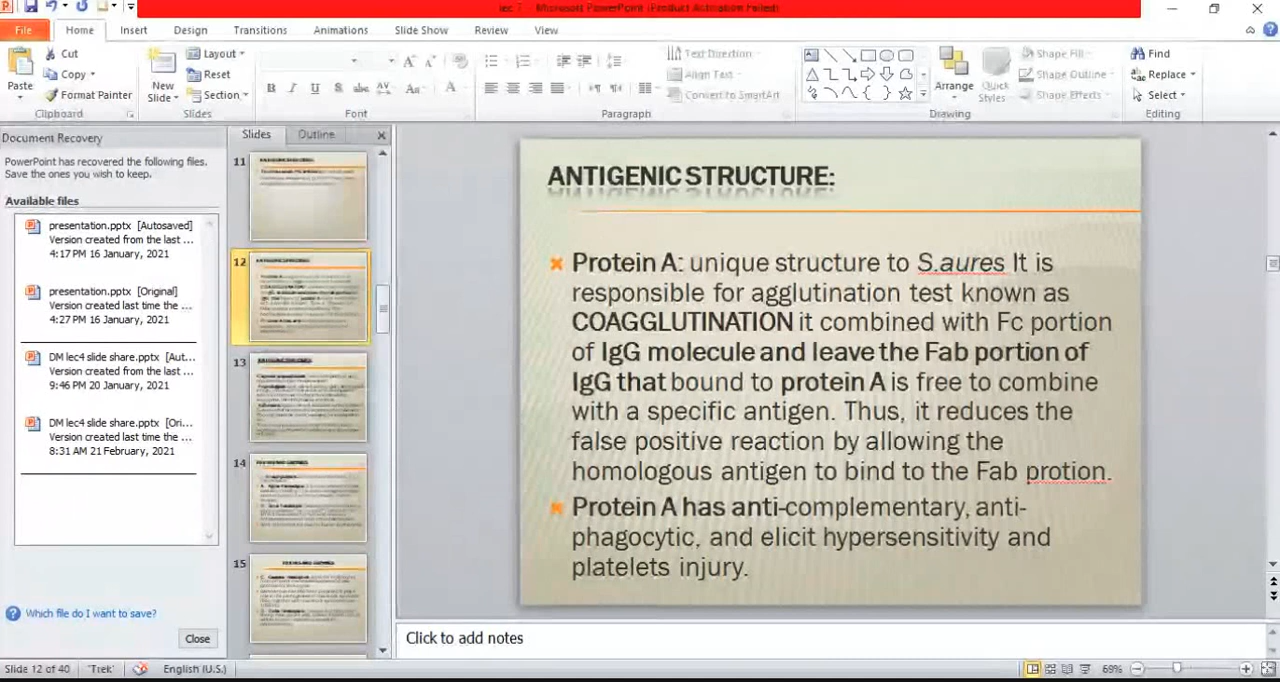 lec 7 - Microsoft PowerPoint (Product Activation Failed)
File Home Insert Design Transitions Animations Slide Show Review View
Cut
Copy
Format Painter
Paste
Clipboard
New
Slide
Layout
Reset
Section
Slides
Font
Text Direction
Align Text
Convert to SmartArt
Paragraph
Arrange
Quick
Styles
Shape Fill
Shape Outline
Shape Effects
Drawing
Find
Replace
Select
Editing
Document Recovery
PowerPoint has recovered the following files.
Save the ones you wish to keep.
Available files
presentation.pptx [Autosaved]
Version created from the last ...
4:17 PM 16 January, 2021
presentation.pptx [Original]
Version created last time the ...
4:27 PM 16 January, 2021
DM lec4 slide share.pptx [Aut...
Version created from the last ...
9:46 PM 20 January, 2021
DM lec4 slide share.pptx [Ori...
Version created last time the ...
8:31 AM 21 February, 2021
Which file do I want to save?
Close
Slides Outline
11
12
13
14
15
ANTIGENIC STRUCTURE:
Protein A: unique structure to S.aures It is
responsible for agglutination test known as
COAGGLUTINATION it combined with Fc portion
of IgG molecule and leave the Fab portion of
IgG that bound to protein A is free to combine
with a specific antigen. Thus, it reduces the
false positive reaction by allowing the
homologous antigen to bind to the Fab protion.
Protein A has anti-complementary, anti-
phagocytic, and elicit hypersensitivity and
platelets injury.
Click to add notes
Slide 12 of 40 "Trek" English (U.S.) 69%